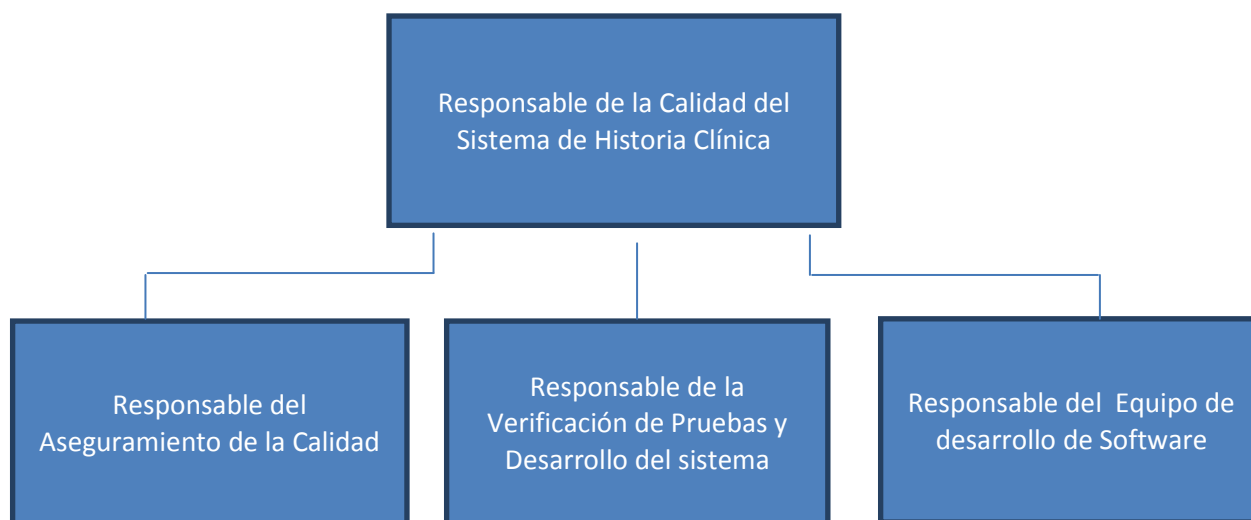 Responsable de la Calidad del
Sistema de Historia Clínica
Responsable del
Aseguramiento de la Calidad
Responsable de la
Verificación de Pruebas y
Desarrollo del sistema
Responsable del  Equipo de
desarrollo de Software